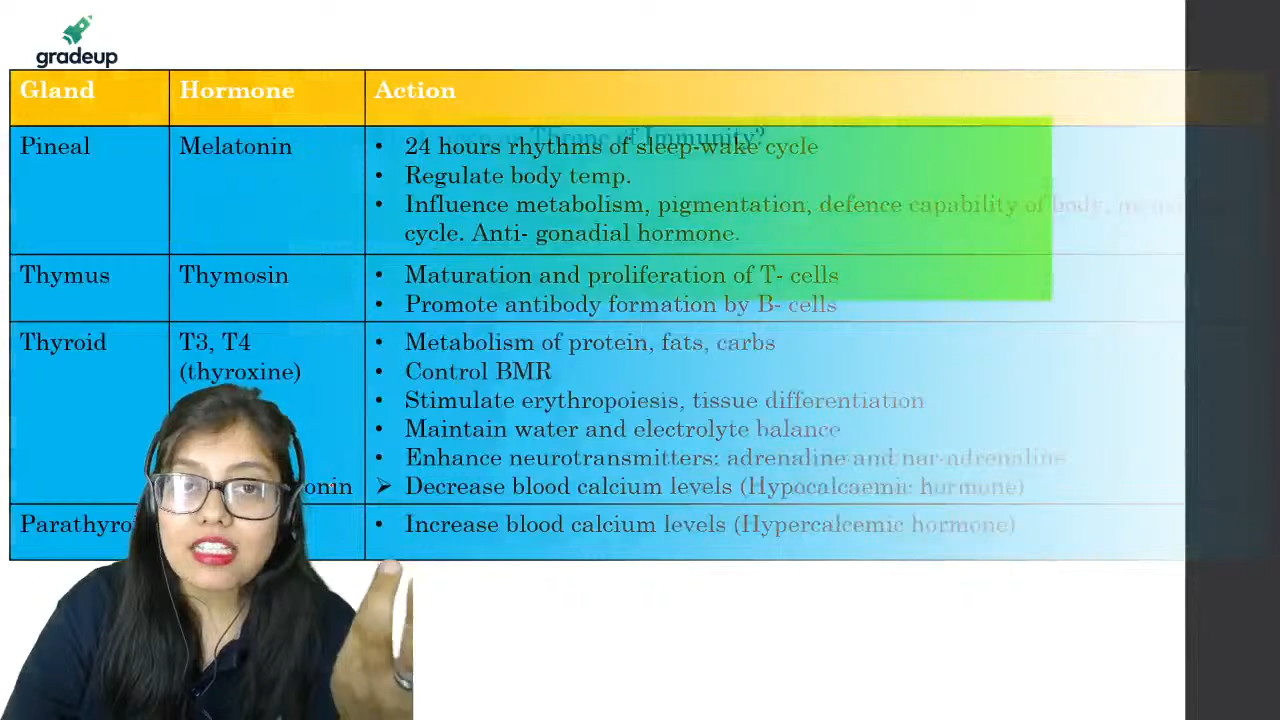 gradeup
Gland Hormone Action
Pineal Melatonin • 24 hours rhythms of sleep-wake cycle
Throne of Immunity?
• Regulate body temp.
• Influence metabolism, pigmentation, defence capability of body,
cycle. Anti- gonadial hormone.
Thymus Thymosin • Maturation and proliferation of T- cells
• Promote antibody formation by B- cells
Thyroid T3, T4 • Metabolism of protein, fats, carbs
(thyroxine) • Control BMR
• Stimulate erythropoiesis, tissue differentiation
• Maintain water and electrolyte balance
• Enhance neurotransmitters: adrenaline and nor-adrenaline
onin ➢ Decrease blood calcium levels (Hypocalcaemic hormone)
Parathyroi • Increase blood calcium levels (Hypercalcemic hormone)